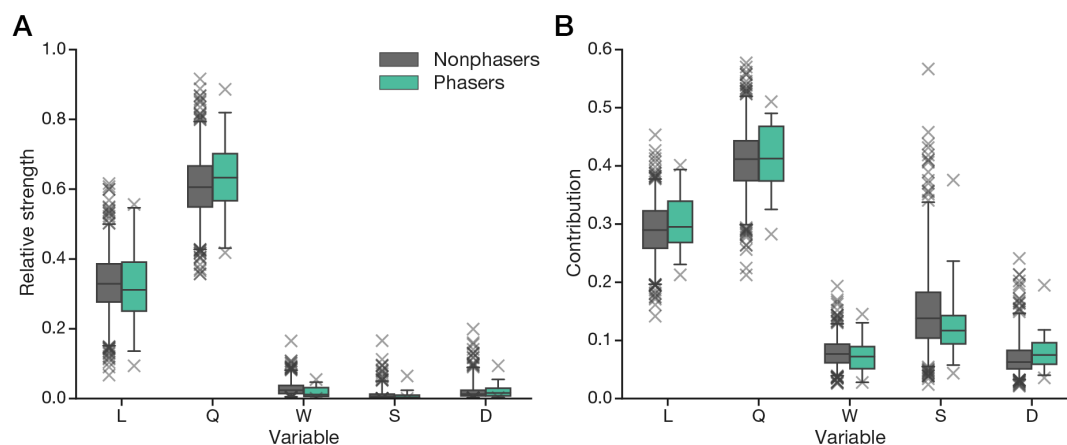 A
Relative strength
1.0
0.8
0.6
0.4
0.2
0.0
L Q W S D
Variable
Nonphasers
Phasers
B
Contribution
0.6
0.5
0.4
0.3
0.2
0.1
0.0
L Q W S D
Variable